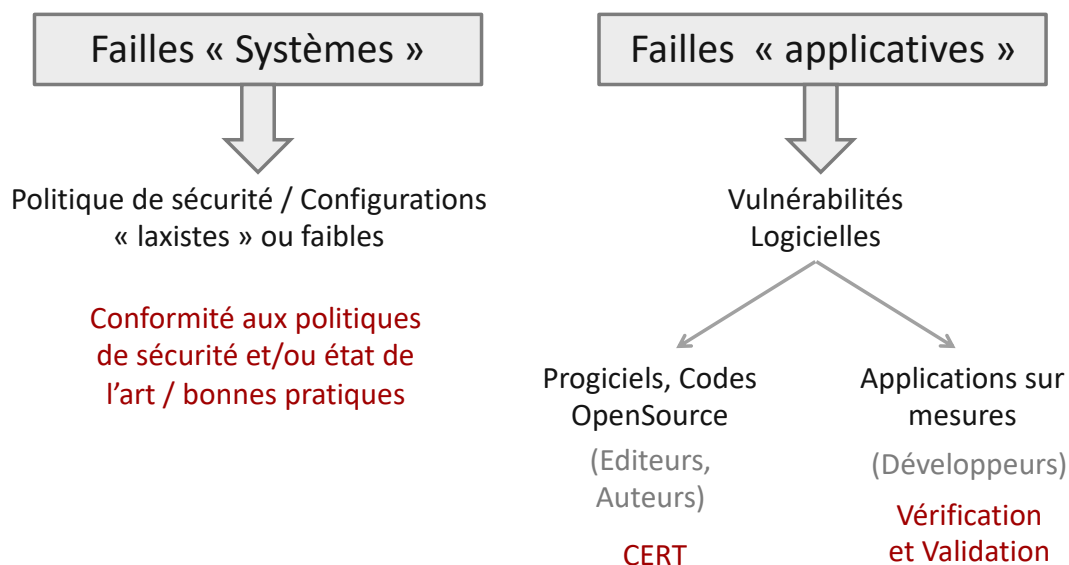 Failles « Systèmes »
Politique de sécurité / Configurations
« laxistes » ou faibles
Conformité aux politiques
de sécurité et/ou état de
l’art / bonnes pratiques
Failles « applicatives »
Vulnérabilités
Logicielles
Progiciels, Codes
OpenSource
(Editeurs,
Auteurs)
CERT
Applications sur
mesures
(Développeurs)
Vérification
et Validation